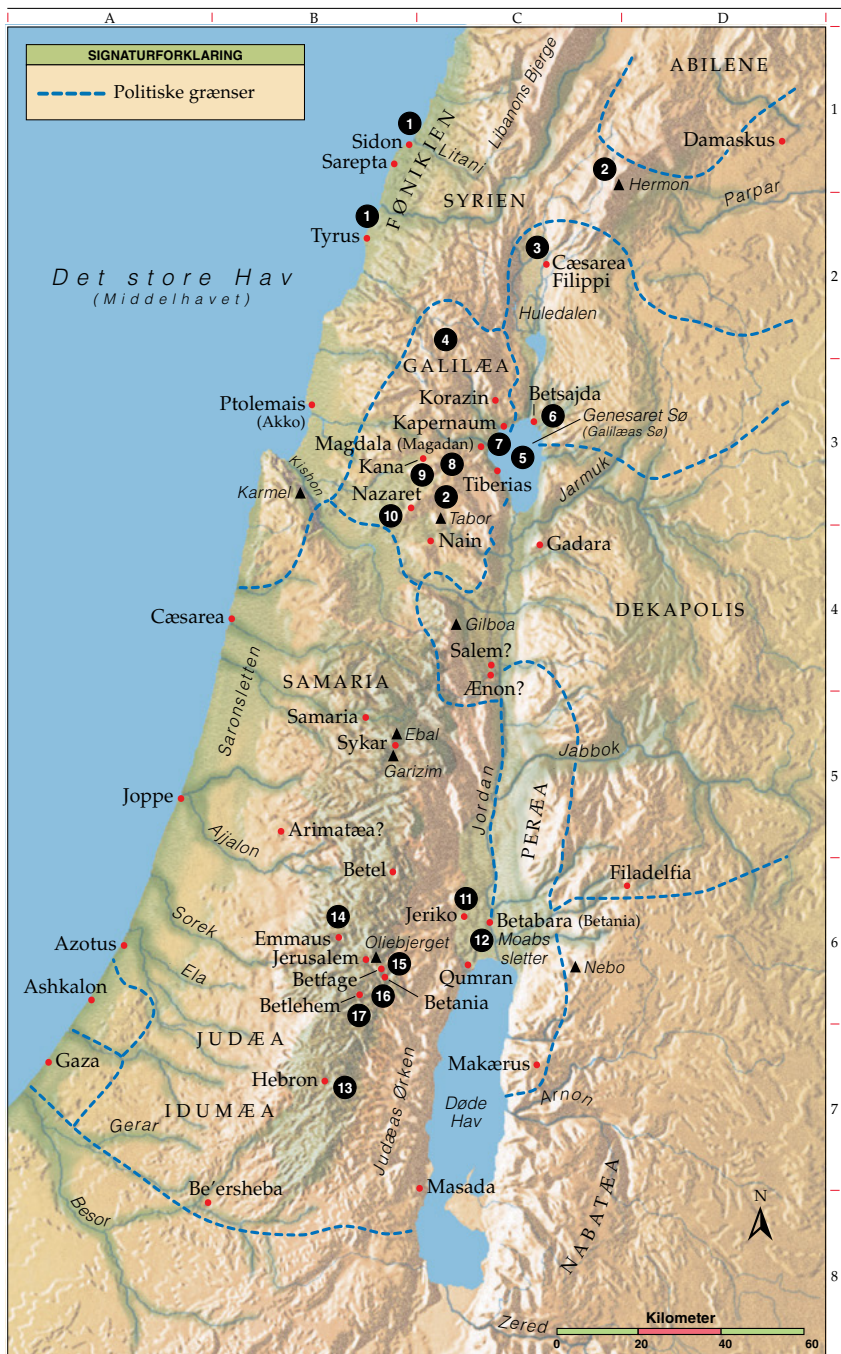 A
B
C
D
SIGNATURFORKLARING
Politiske grænser
ABILENE
1
1
Sidon
Sarepta
Litani
Libanons Bjerge
FØNIKIEN
Damaskus
2
Hermon
Parpar
SYRIEN
1
Tyrus
3
Cæsarea
Filippi
2
Det store Hav
(Middelhavet)
Huledalen
4
GALILÆA
Korazin
Betsajda
6
Ptolemais
(Akko)
Kapernaum
Genesaret Sø
(Galilæas Sø)
3
Magdala (Magadan)
7
5
Kana
8
9
Kishon
Karmel
Tiberias
Jarmuk
Nazaret
2
10
Tabor
Nain
Gadara
Cæsarea
4
DEKAPOLIS
Gilboa
Salem?
Ænon?
SAMARIA
Saronsletten
Samaria
Ebal
Sykar
Garizim
Jabbok
Jordan
PERÆA
5
Joppe
Ajjalon
Arimatæa?
Betel
Filadelfia
11
Jeriko
Betabara (Betania)
14
Sorek
Emmaus
12
Moabs
sletter
6
Azotus
Oliebjerget
Jerusalem
15
Ela
Betfage
Qumran
Nebo
Ashkalon
Betania
Betlehem
16
17
JUDÆA
Gaza
Makærus
Hebron
13
Judæas Ørken
Døde
Hav
Arnon
7
IDUMÆA
Gerar
NABATÆA
Be'ersheba
Masada
Besor
N
8
Zered
Kilometer
0
20
40
60